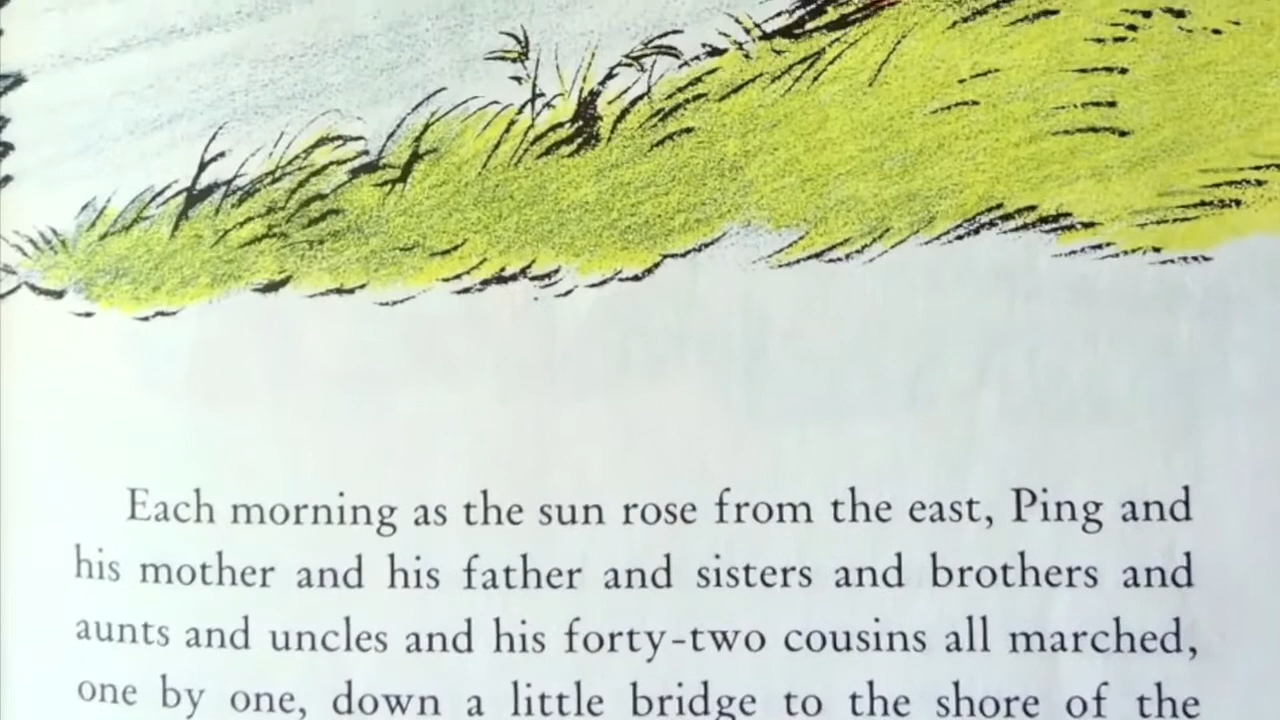 Each morning as the sun rose from the east, Ping and
his mother and his father and sisters and brothers and
aunts and uncles and his forty-two cousins all marched,
one by one, down a little bridge to the shore of the